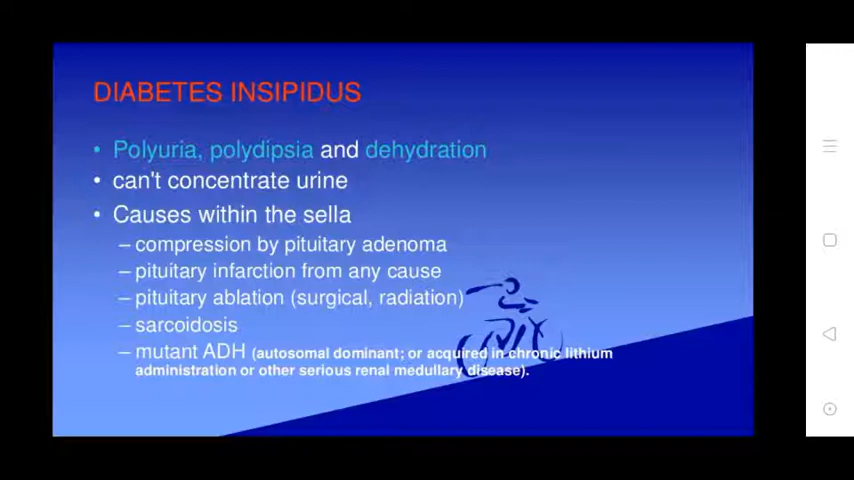 DIABETES INSIPIDUS
• Polyuria, polydipsia and dehydration
• can't concentrate urine
• Causes within the sella
– compression by pituitary adenoma
– pituitary infarction from any cause
– pituitary ablation (surgical, radiation)
– sarcoidosis
– mutant ADH (autosomal dominant; or acquired in chronic lithium
administration or other serious renal medullary disease).